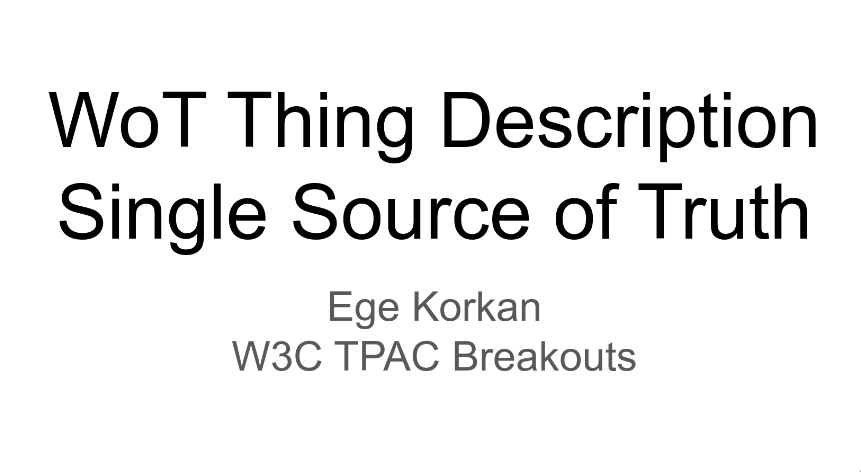 WoT Thing Description
Single Source of Truth
Ege Korkan
W3C TPAC Breakouts